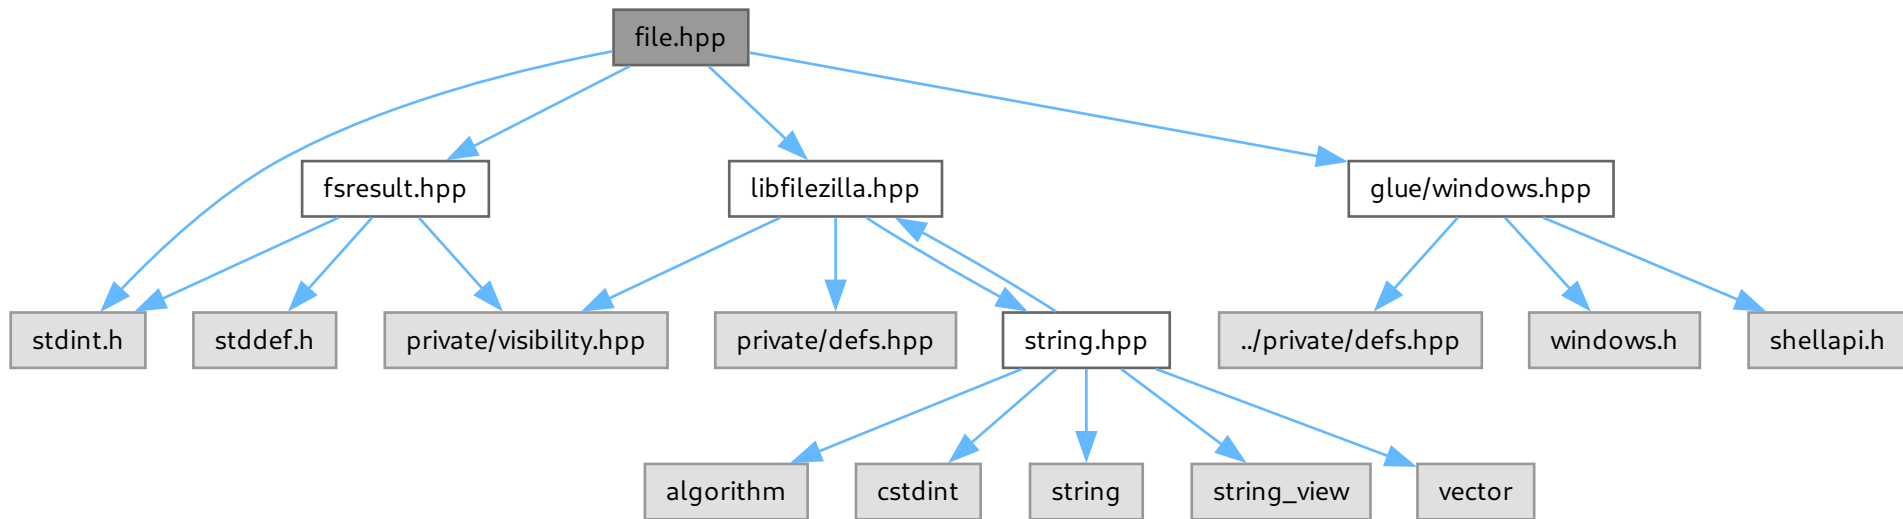 file.hpp
fsresult.hpp
libfilezilla.hpp
glue/windows.hpp
stdint.h
stddef.h
private/visibility.hpp
private/defs.hpp
string.hpp
../private/defs.hpp
windows.h
shellapi.h
algorithm
cstdint
string
string_view
vector